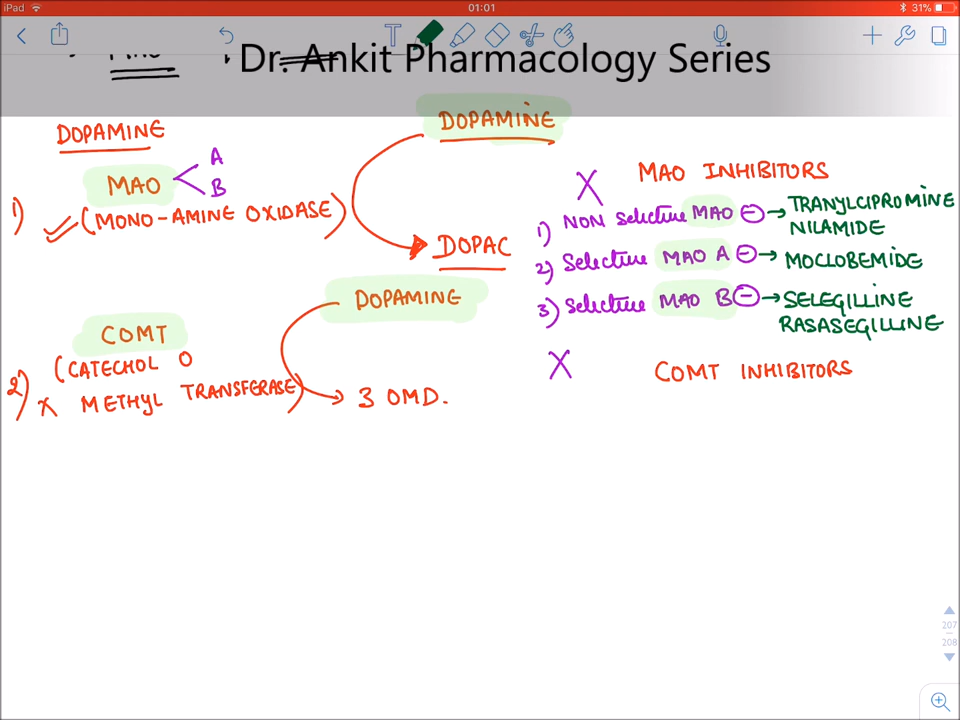 iPad
01:01
31%
T
Dr. Ankit Pharmacology Series
DOPAMINE
MAO
A
B
1)
(MONO-AMINE OXIDASE)
DOPAMINE
DOPAC
COMT
2)
(CATECHOL O
X METHYL TRANSFERASE)
DOPAMINE
3 OMD.
X MAO INHIBITORS
1) NON Selective MAO ⊖ → TRANYLCIPROMINE
NILAMIDE
2) Selective MAO A ⊖ → MOCLOBEMIDE
3) Selective MAO B ⊖ → SELEGILLINE
RASASEGILLINE
X COMT INHIBITORS
207
208